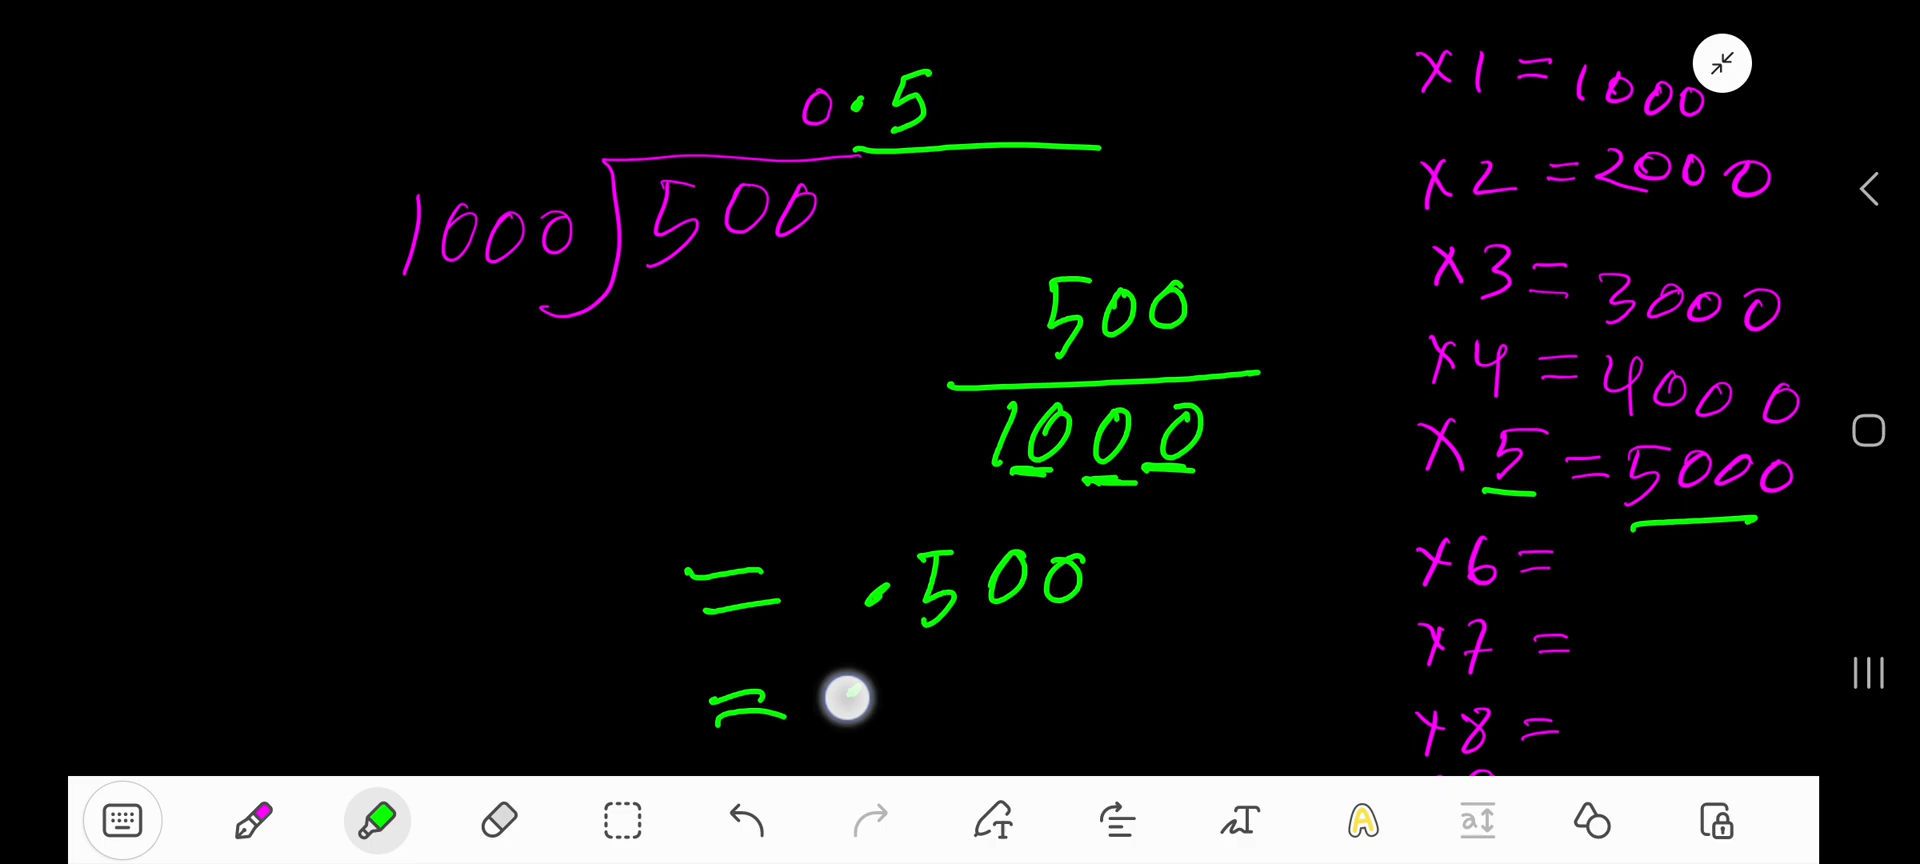 0.5
1000)500
500
1000
= .500
=
x1=1000
x2=2000
x3=3000
x4=4000
x5=5000
x6=
x7=
x8=